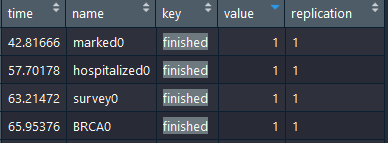 time name key value replication
42.81666 marked0 finished 1 1
57.70178 hospitalized0 finished 1 1
63.21472 survey0 finished 1 1
65.95376 BRCA0 finished 1 1